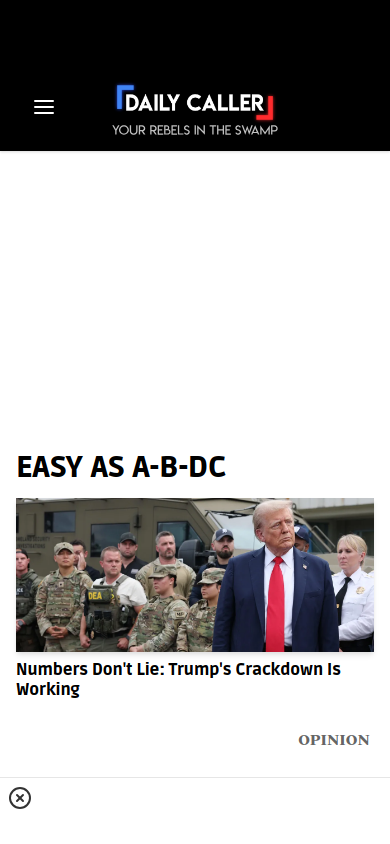 DAILY CALLER
YOUR REBELS IN THE SWAMP
EASY AS A-B-DC
DEA
Numbers Don't Lie: Trump's Crackdown Is
Working
OPINION